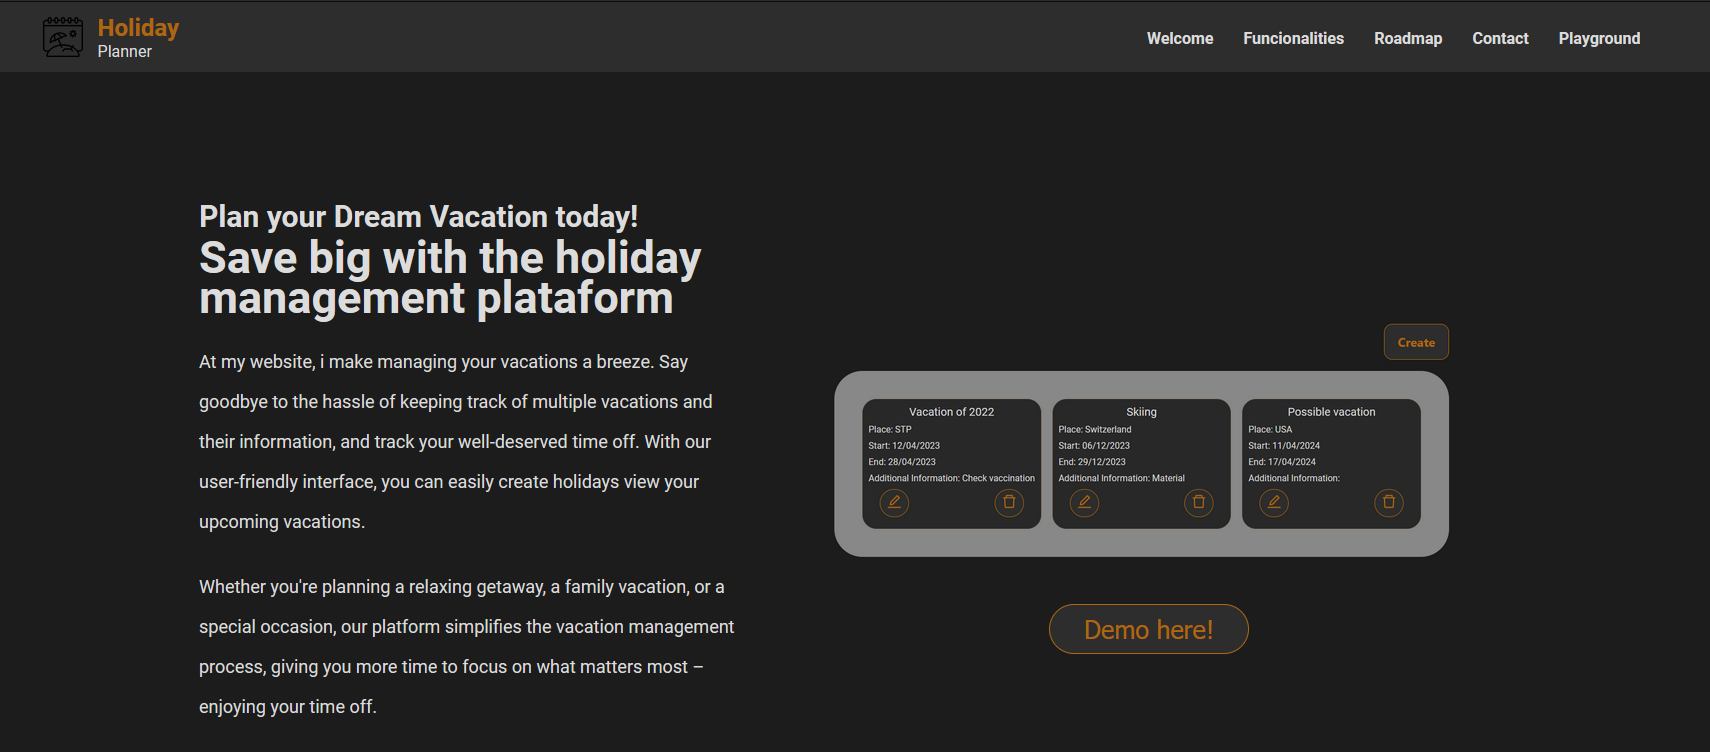 Holiday
Planner
Welcome
Funcionalities
Roadmap
Contact
Playground
Plan your Dream Vacation today!
Save big with the holiday
management plataform
At my website, i make managing your vacations a breeze. Say
goodbye to the hassle of keeping track of multiple vacations and
their information, and track your well-deserved time off. With our
user-friendly interface, you can easily create holidays view your
upcoming vacations.
Whether you're planning a relaxing getaway, a family vacation, or a
special occasion, our platform simplifies the vacation management
process, giving you more time to focus on what matters most –
enjoying your time off.
Create
Vacation of 2022
Place: STP
Start: 12/04/2023
End: 28/04/2023
Additional Information: Check vaccination
Skiing
Place: Switzerland
Start: 06/12/2023
End: 29/12/2023
Additional Information: Material
Possible vacation
Place: USA
Start: 11/04/2024
End: 17/04/2024
Additional Information:
Demo here!